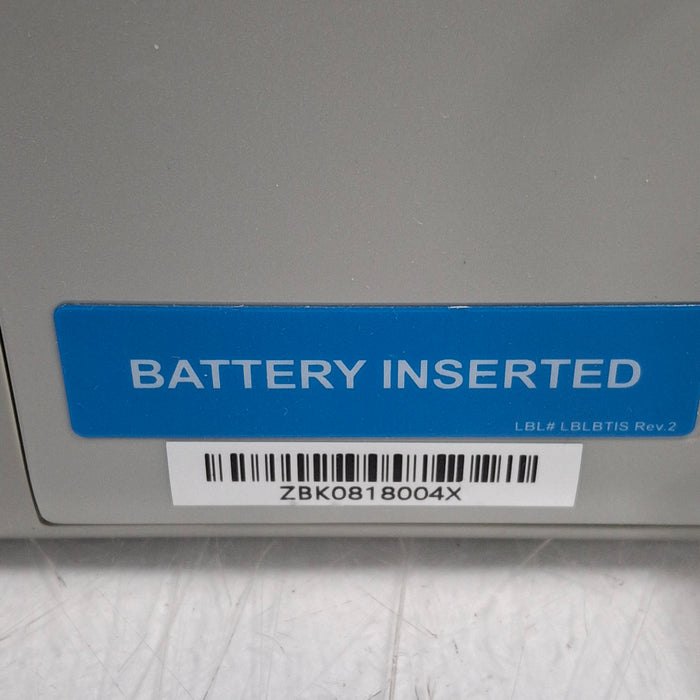 BATTERY INSERTED
LBL# LBLBTIS Rev.2
ZBK0818004X